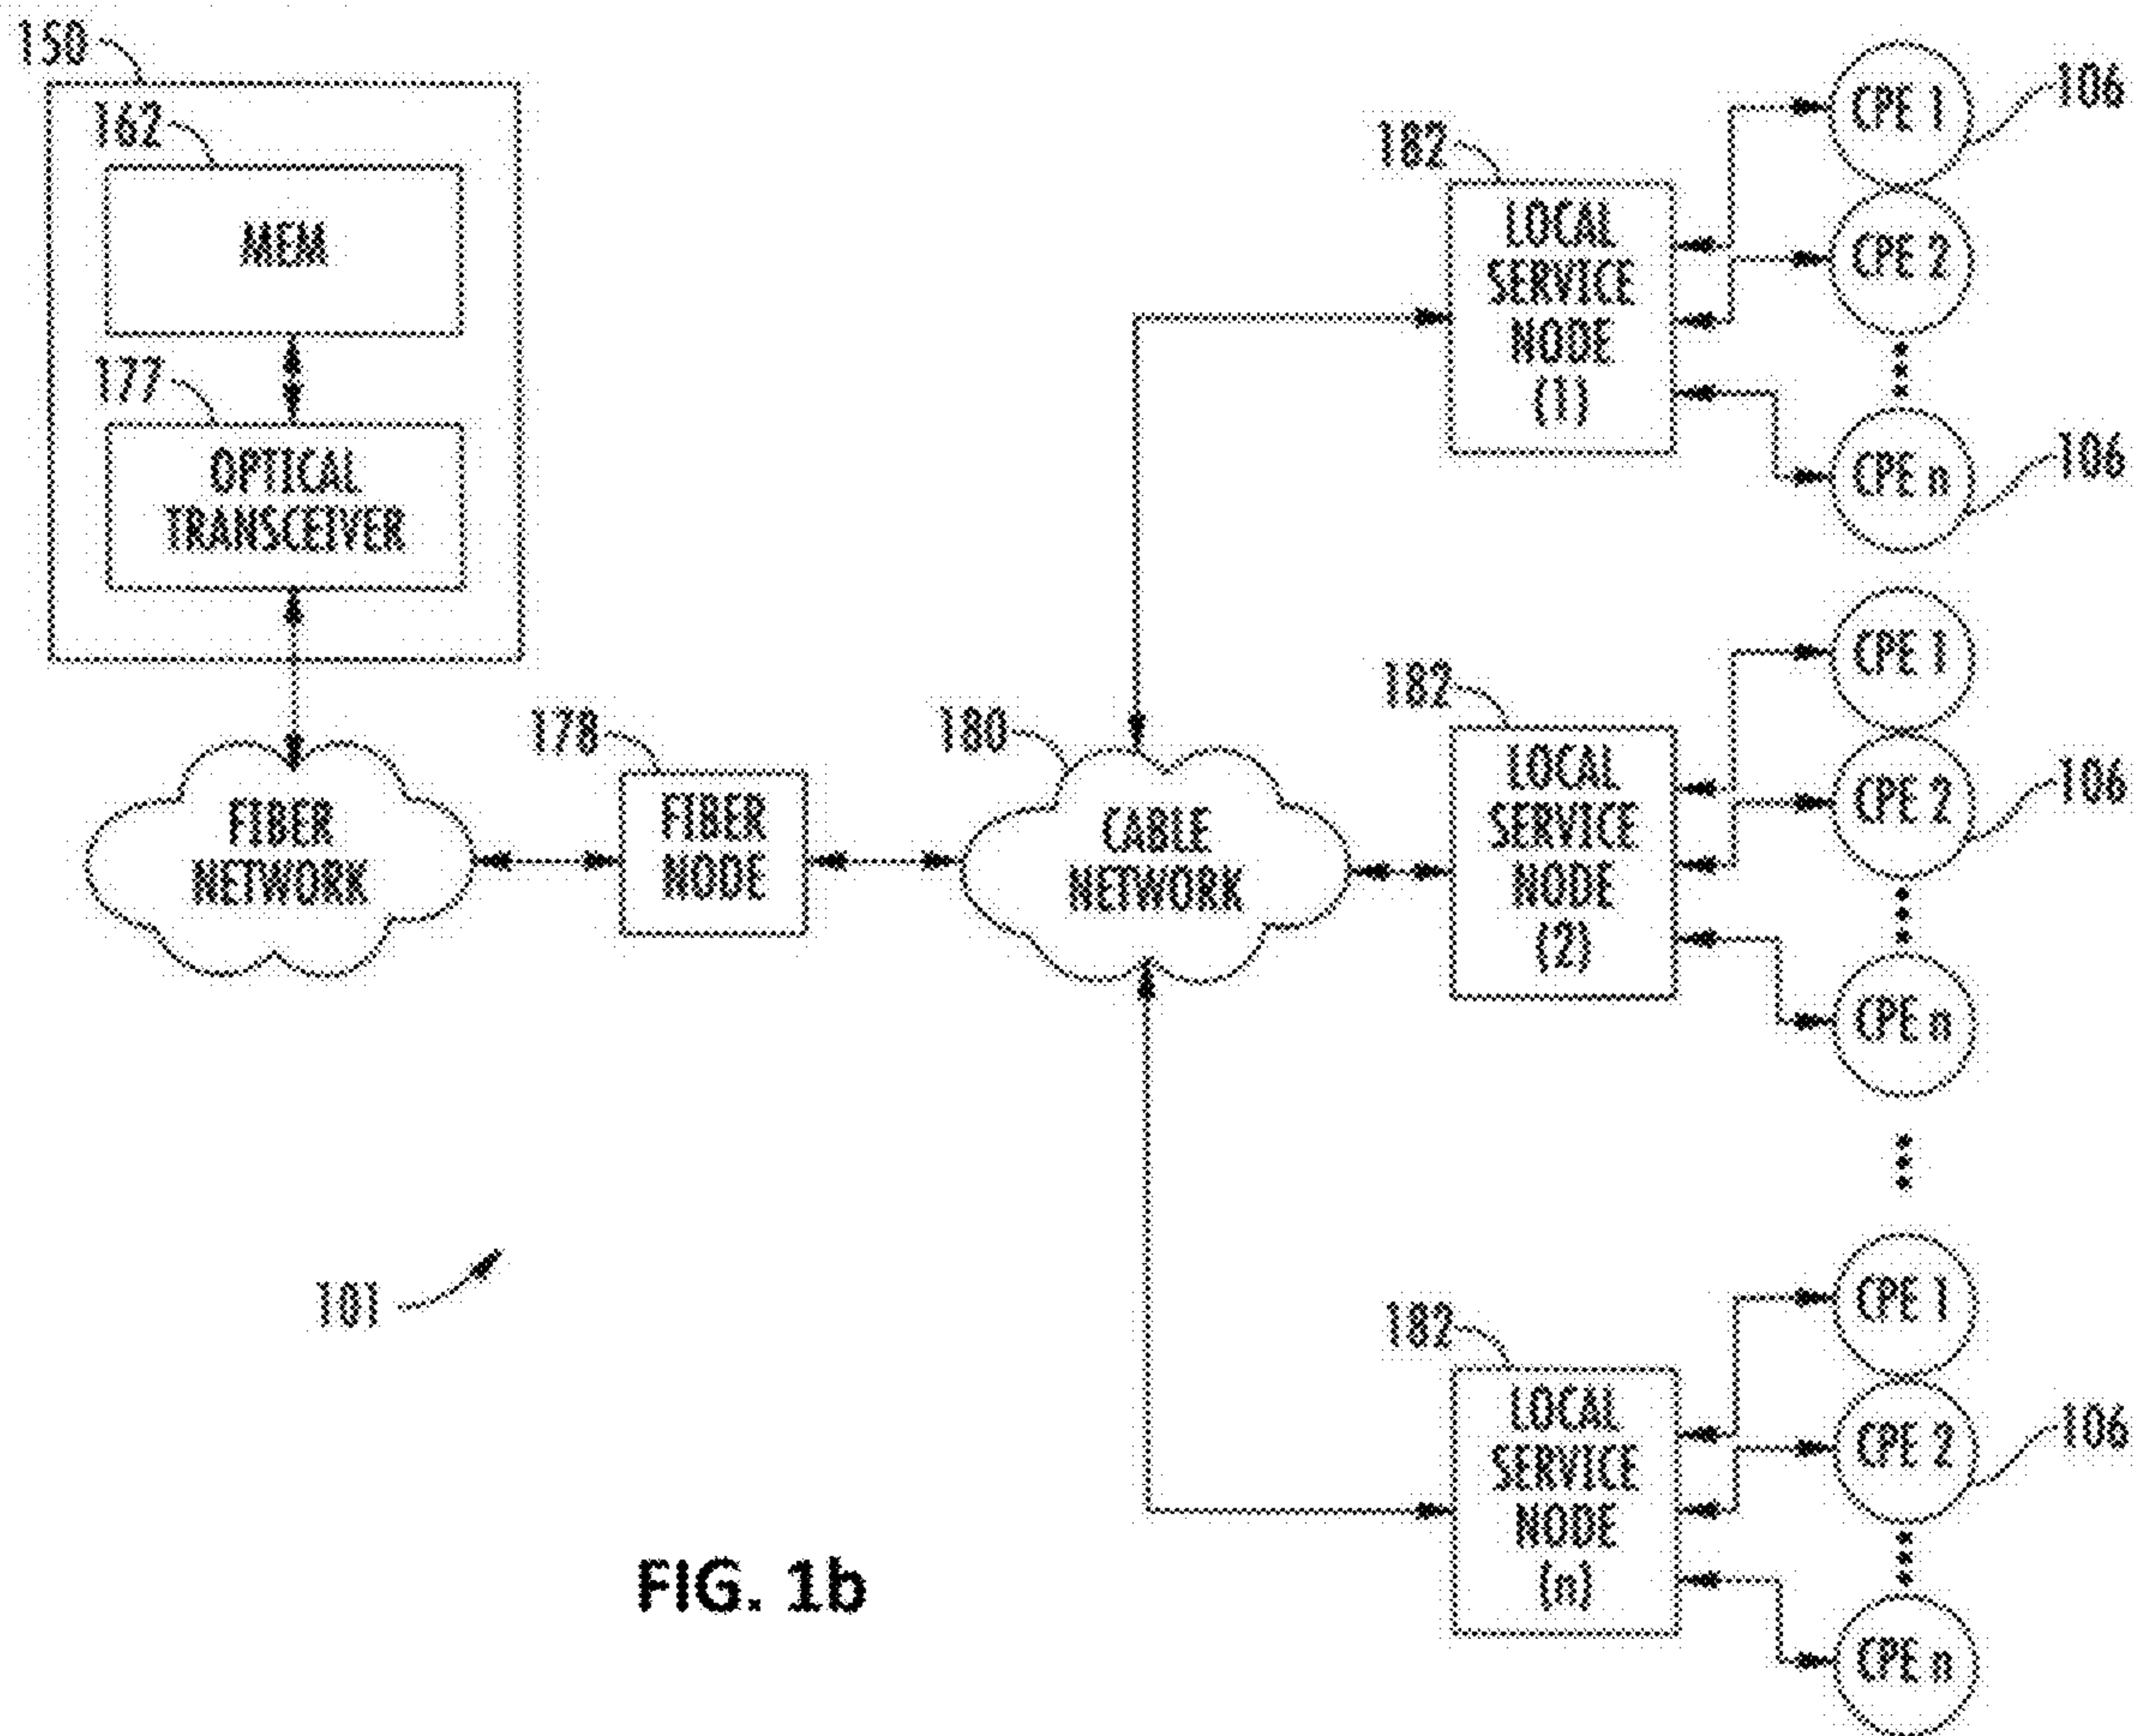 150
162
MEM
177
OPTICAL
TRANSCEIVER
FIBER
NETWORK
178
FIBER
NODE
180
CABLE
NETWORK
182
LOCAL
SERVICE
NODE
(1)
CPE 1
106
CPE 2
CPE n
106
182
LOCAL
SERVICE
NODE
(2)
CPE 1
CPE 2
106
CPE n
182
LOCAL
SERVICE
NODE
(n)
CPE 1
CPE 2
106
CPE n
101
FIG. 1b